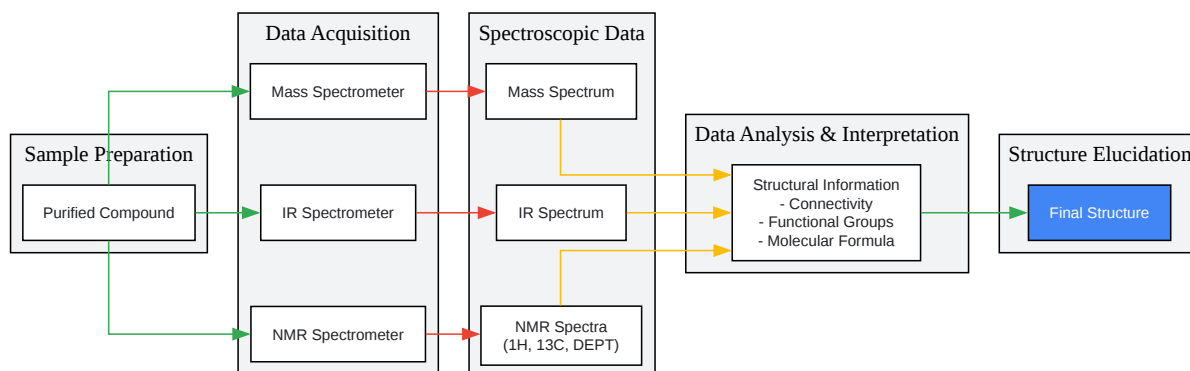 Sample Preparation
Purified Compound
Data Acquisition
Mass Spectrometer
IR Spectrometer
NMR Spectrometer
Spectroscopic Data
Mass Spectrum
IR Spectrum
NMR Spectra
(1H, 13C, DEPT)
Data Analysis & Interpretation
Structural Information
- Connectivity
- Functional Groups
- Molecular Formula
Structure Elucidation
Final Structure